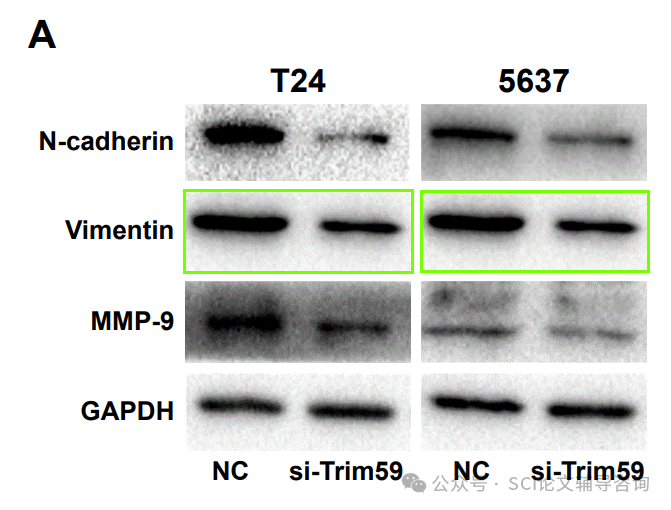 A
T24 5637
N-cadherin
Vimentin
MMP-9
GAPDH
NC si-Trim59 NC si-Trim59
公众号 · SCI论文辅导咨询